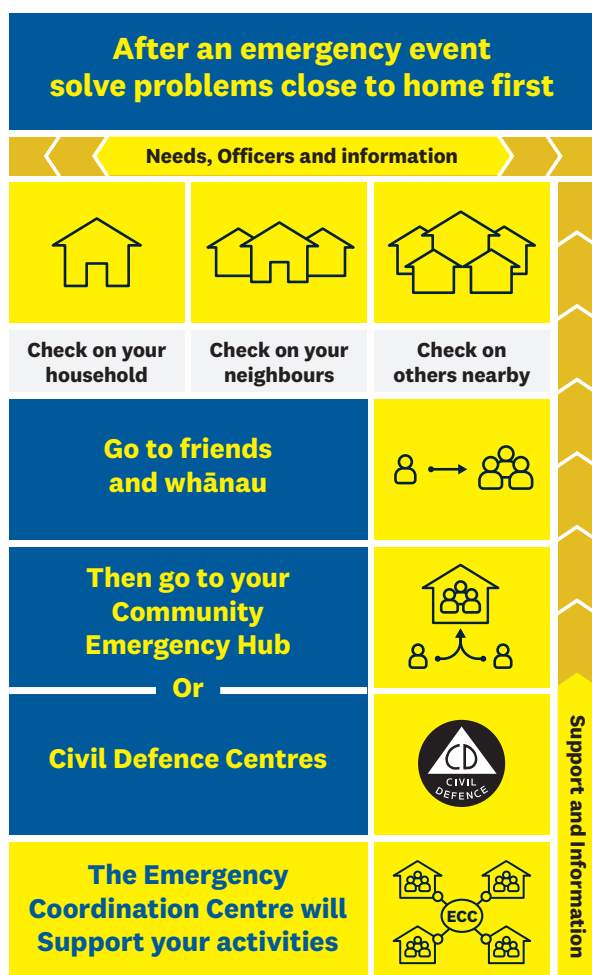 After an emergency event
solve problems close to home first
Needs, Officers and information
Check on your
household
Check on your
neighbours
Check on
others nearby
Go to friends
and whānau
Then go to your
Community
Emergency Hub
Or
Civil Defence Centres
CD
CIVIL
DEFENCE
The Emergency
Coordination Centre will
Support your activities
ECC
Support and Information